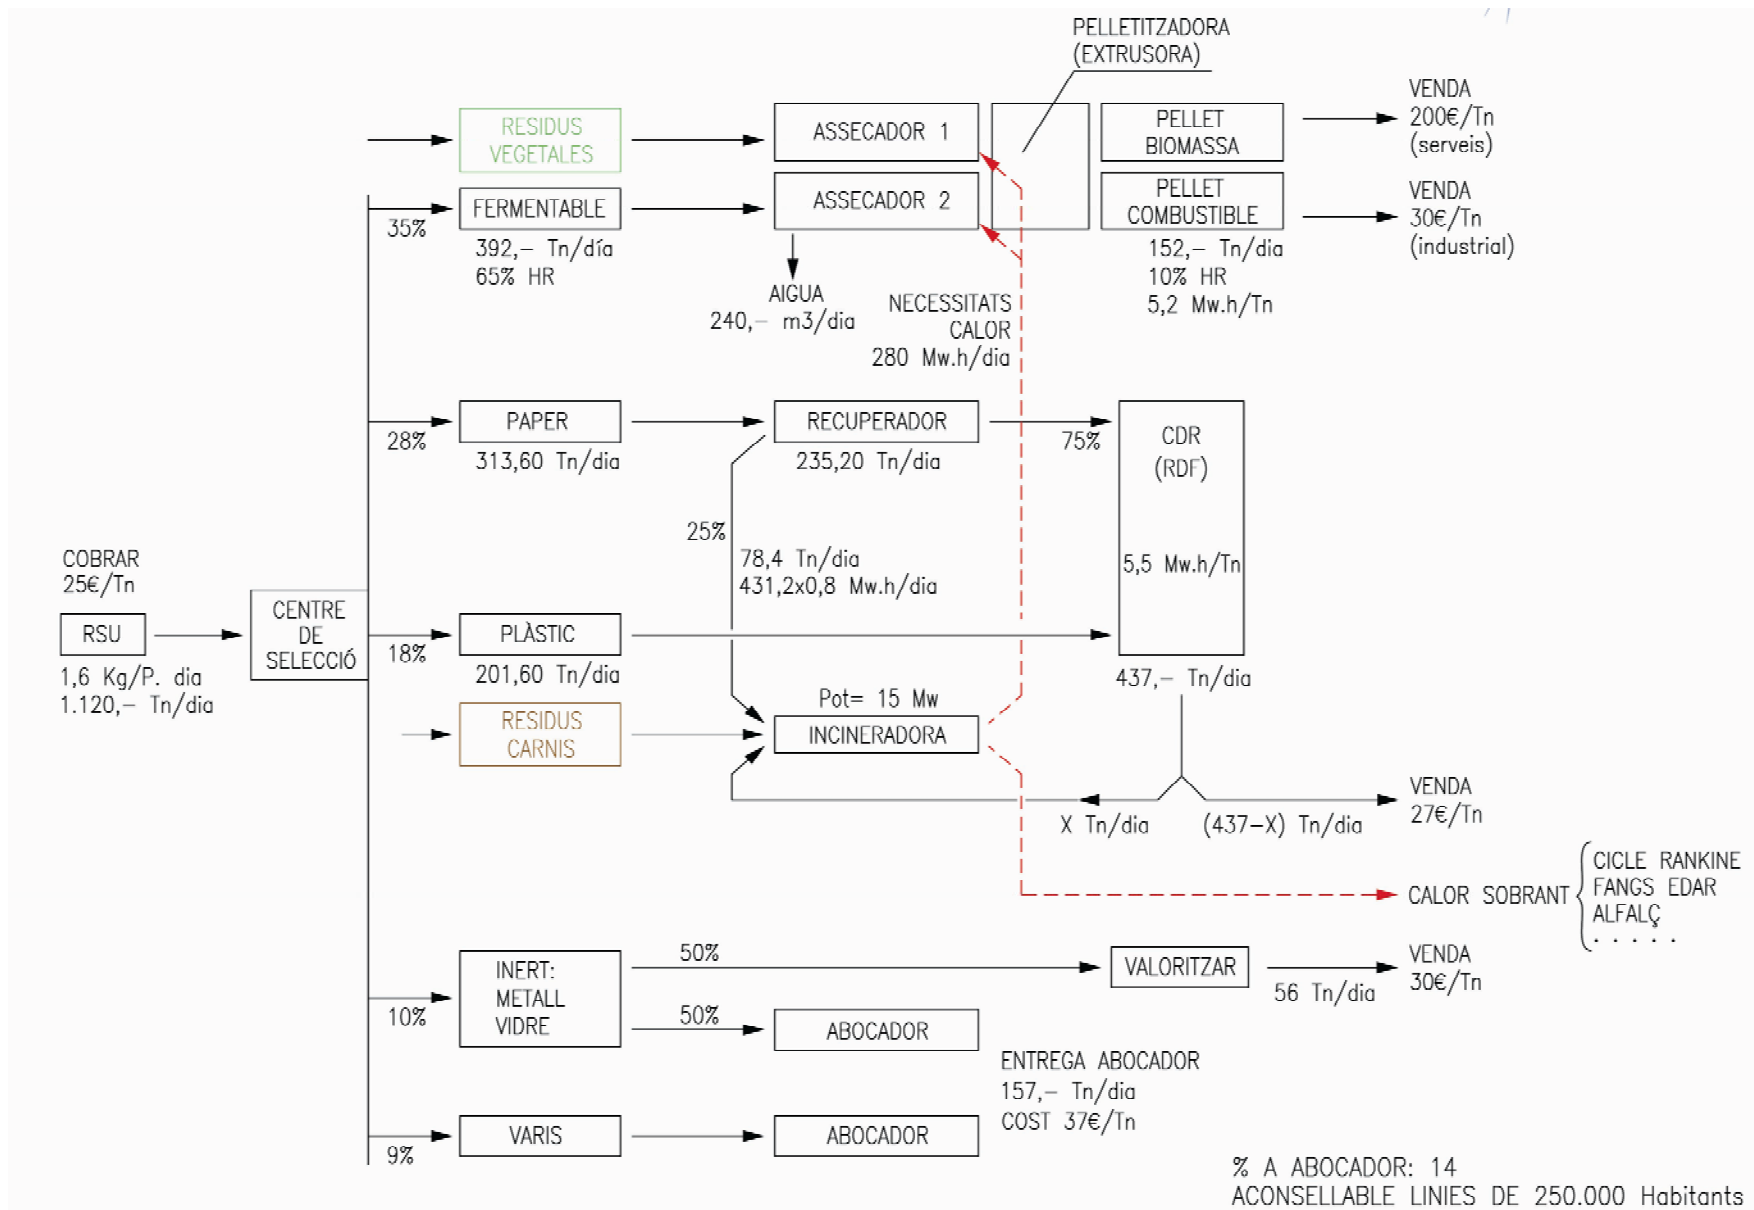 PELLETITZADORA
(EXTRUSORA)
RESIDUS
VEGETALES
ASSECADOR 1
PELLET
BIOMASSA
VENDA
200€/Tn
(serveis)
35%
FERMENTABLE
392,– Tn/día
65% HR
ASSECADOR 2
AIGUA
240,– m3/dia
PELLET
COMBUSTIBLE
152,– Tn/dia
10% HR
5,2 Mw.h/Tn
VENDA
30€/Tn
(industrial)
NECESSITATS
CALOR
280 Mw.h/dia
28%
PAPER
313,60 Tn/dia
RECUPERADOR
235,20 Tn/dia
75%
CDR
(RDF)
5,5 Mw.h/Tn
437,– Tn/dia
25%
78,4 Tn/dia
431,2x0,8 Mw.h/dia
COBRAR
25€/Tn
RSU
1,6 Kg/P. dia
1.120,– Tn/dia
CENTRE
DE
SELECCIÓ
18%
PLÀSTIC
201,60 Tn/dia
RESIDUS
CARNIS
Pot= 15 Mw
INCINERADORA
X Tn/dia
(437–X) Tn/dia
VENDA
27€/Tn
CALOR SOBRANT
CICLE RANKINE
FANGS EDAR
ALFALÇ
. . . . .
10%
INERT:
METALL
VIDRE
50%
VALORITZAR
56 Tn/dia
VENDA
30€/Tn
50%
ABOCADOR
ENTREGA ABOCADOR
157,– Tn/dia
COST 37€/Tn
9%
VARIS
ABOCADOR
% A ABOCADOR: 14
ACONSELLABLE LINIES DE 250.000 Habitants